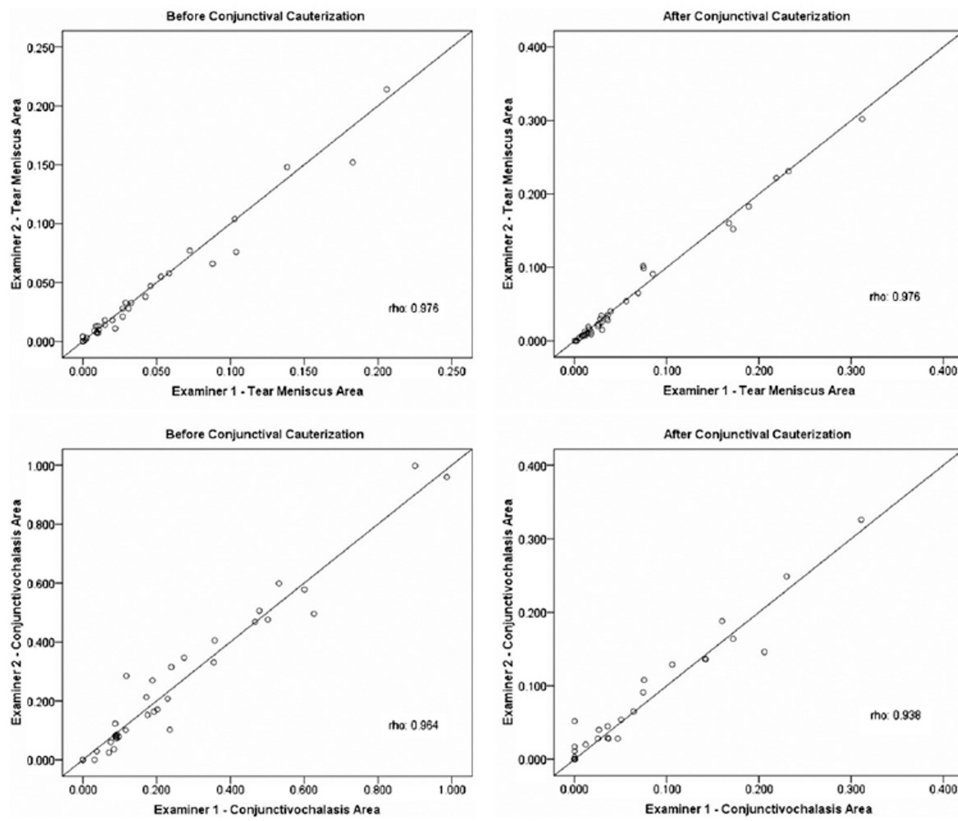 Before Conjunctival Cauterization
0.250
0.200
0.150
0.100
0.050
0.000
Examiner 2 - Tear Meniscus Area
rho: 0.976
0.000 0.050 0.100 0.150 0.200 0.250
Examiner 1 - Tear Meniscus Area
After Conjunctival Cauterization
0.400
0.300
0.200
0.100
0.000
Examiner 2 - Tear Meniscus Area
rho: 0.976
0.000 0.100 0.200 0.300 0.400
Examiner 1 - Tear Meniscus Area
Before Conjunctival Cauterization
1.000
0.800
0.600
0.400
0.200
0.000
Examiner 2 - Conjunctivochalasis Area
rho: 0.964
0.000 0.200 0.400 0.600 0.800 1.000
Examiner 1 - Conjunctivochalasis Area
After Conjunctival Cauterization
0.400
0.300
0.200
0.100
0.000
Examiner 2 - Conjunctivochalasis Area
rho: 0.938
0.000 0.100 0.200 0.300 0.400
Examiner 1 - Conjunctivochalasis Area